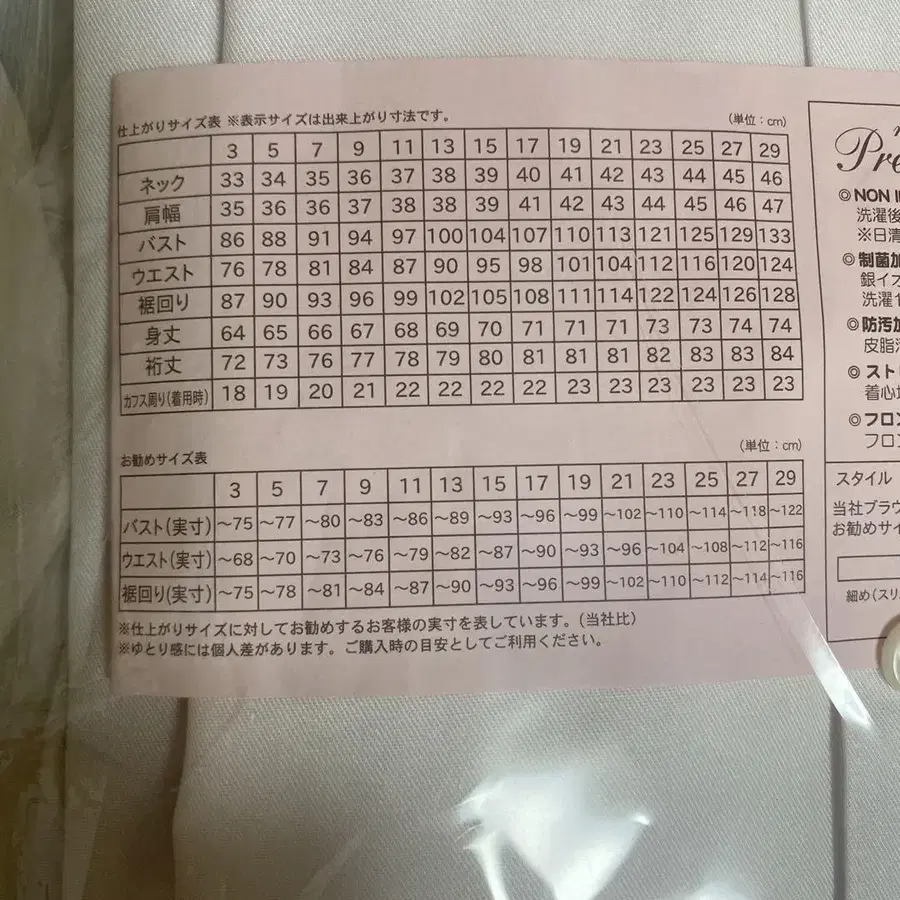 仕上がりサイズ表 ※表示サイズは出来上がり寸法です。 (単位:cm)
3 5 7 9 11 13 15 17 19 21 23 25 27 29
ネック 33 34 35 36 37 38 39 40 41 42 43 44 45 46
肩幅 35 36 36 37 38 38 39 41 42 43 44 45 46 47
バスト 86 88 91 94 97 100 104 107 110 113 121 125 129 133
ウエスト 76 78 81 84 87 90 95 98 101 104 112 116 120 124
裾回り 87 90 93 96 99 102 105 108 111 114 122 124 126 128
身丈 64 65 66 67 68 69 70 71 71 71 73 73 74 74
裄丈 72 73 76 77 78 79 80 81 81 81 82 83 83 84
カフス周り(着用時) 18 19 20 21 22 22 22 22 23 23 23 23 23 23
お勧めサイズ表 (単位:cm)
3 5 7 9 11 13 15 17 19 21 23 25 27 29
バスト(実寸) ～75 ～77 ～80 ～83 ～86 ～89 ～93 ～96 ～99 ～102 ～110 ～114 ～118 ～122
ウエスト(実寸) ～68 ～70 ～73 ～76 ～79 ～82 ～87 ～90 ～93 ～96 ～104 ～108 ～112 ～116
裾回り(実寸) ～75 ～78 ～81 ～84 ～87 ～90 ～93 ～96 ～99 ～102 ～110 ～112 ～114 ～116
※仕上がりサイズに対してお勧めするお客様の実寸を表しています。(当社比)
※ゆとり感には個人差があります。ご購入時の目安としてご利用ください。
Pre
◎NON I
洗濯後
※日清
◎制菌加
銀イオ
洗濯
◎防汚加
皮脂
◎ストリ
着心
◎フロン
フロン
スタイル
当社ブラウ
お勧めサイ
細め(スリ